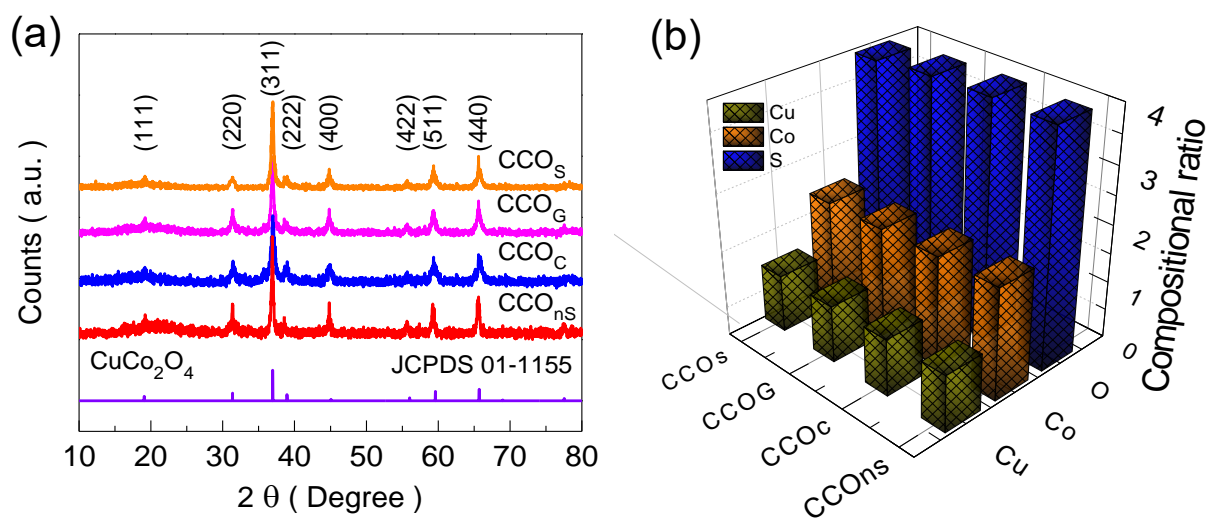 (a)
(111)
(220)
(311)
(222)
(400)
(422)
(511)
(440)
CCOS
CCOG
CCOC
CCOnS
CuCo2O4
JCPDS 01-1155
Counts ( a.u. )
10 20 30 40 50 60 70 80
2 θ ( Degree )
(b)
Cu
Co
S
4
3
2
1
0
Compositional ratio
CCOs
CCOG
CCOc
CCOns
Cu
Co
O